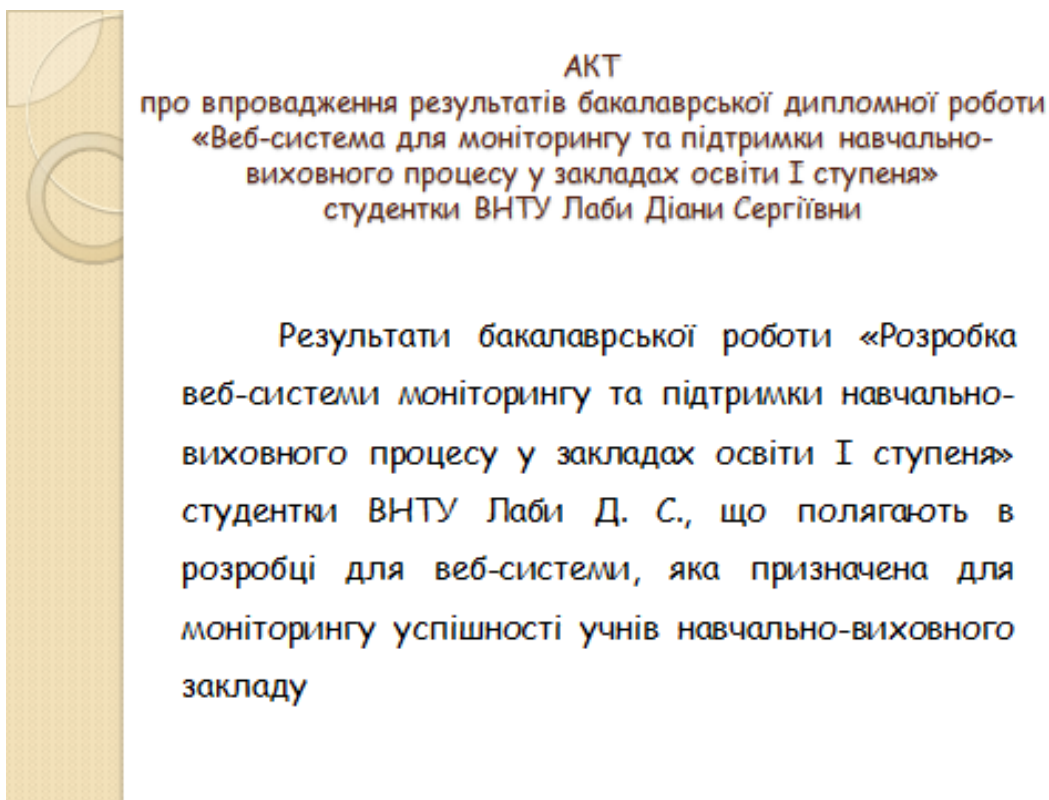 АКТ
про впровадження результатів бакалаврської дипломної роботи
«Веб-система для моніторингу та підтримки навчально-
виховного процесу у закладах освіти І ступеня»
студентки ВНТУ Лаби Діани Сергіївни
Результати бакалаврської роботи «Розробка
веб-системи моніторингу та підтримки навчально-
виховного процесу у закладах освіти І ступеня»
студентки ВНТУ Лаби Д. С., що полягають в
розробці для веб-системи, яка призначена для
моніторингу успішності учнів навчально-виховного
закладу